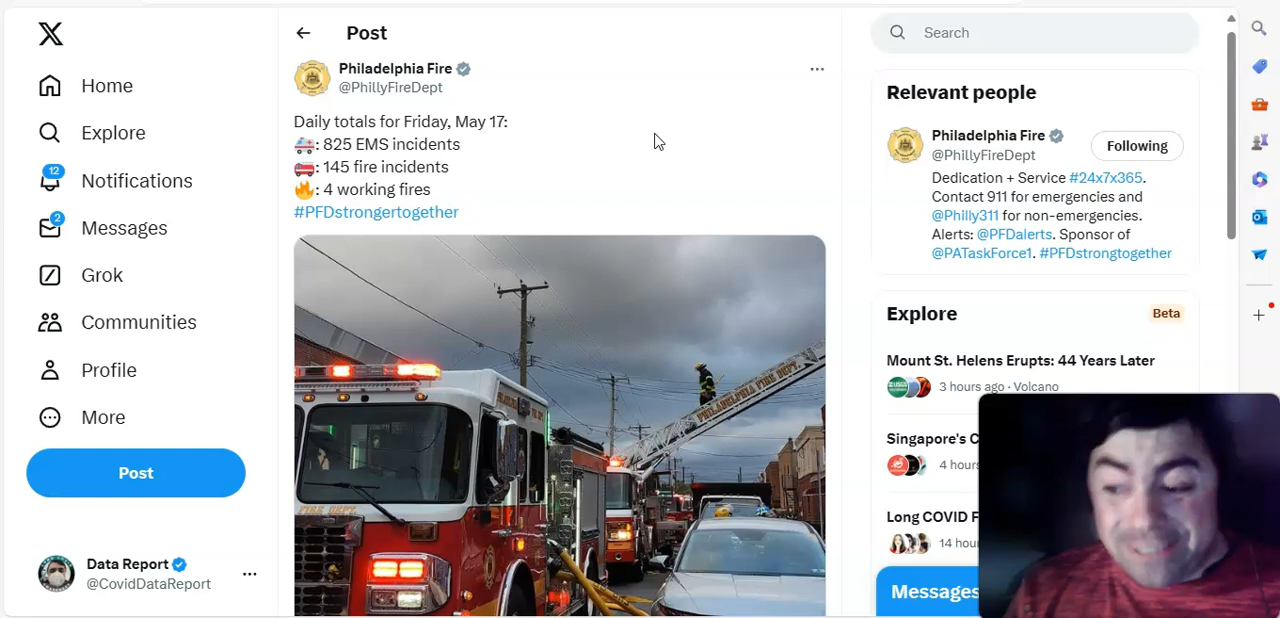 Home
Explore
12
Notifications
2
Messages
Grok
Communities
Profile
More
Post
Data Report
@CovidDataReport
Post
Philadelphia Fire
@PhillyFireDept
Daily totals for Friday, May 17:
: 825 EMS incidents
: 145 fire incidents
: 4 working fires
#PFDstrongertogether
PHILADELPHIA FIRE DEPT.
FIRE DEPT.
Search
Relevant people
Philadelphia Fire
@PhillyFireDept
Following
Dedication + Service #24x7x365.
Contact 911 for emergencies and
@Philly311 for non-emergencies.
Alerts: @PFDalerts. Sponsor of
@PATaskForce1. #PFDstrongtogether
Explore
Beta
Mount St. Helens Erupts: 44 Years Later
3 hours ago · Volcano
Singapore's C
4 hours
Long COVID F
14 hour
Messages